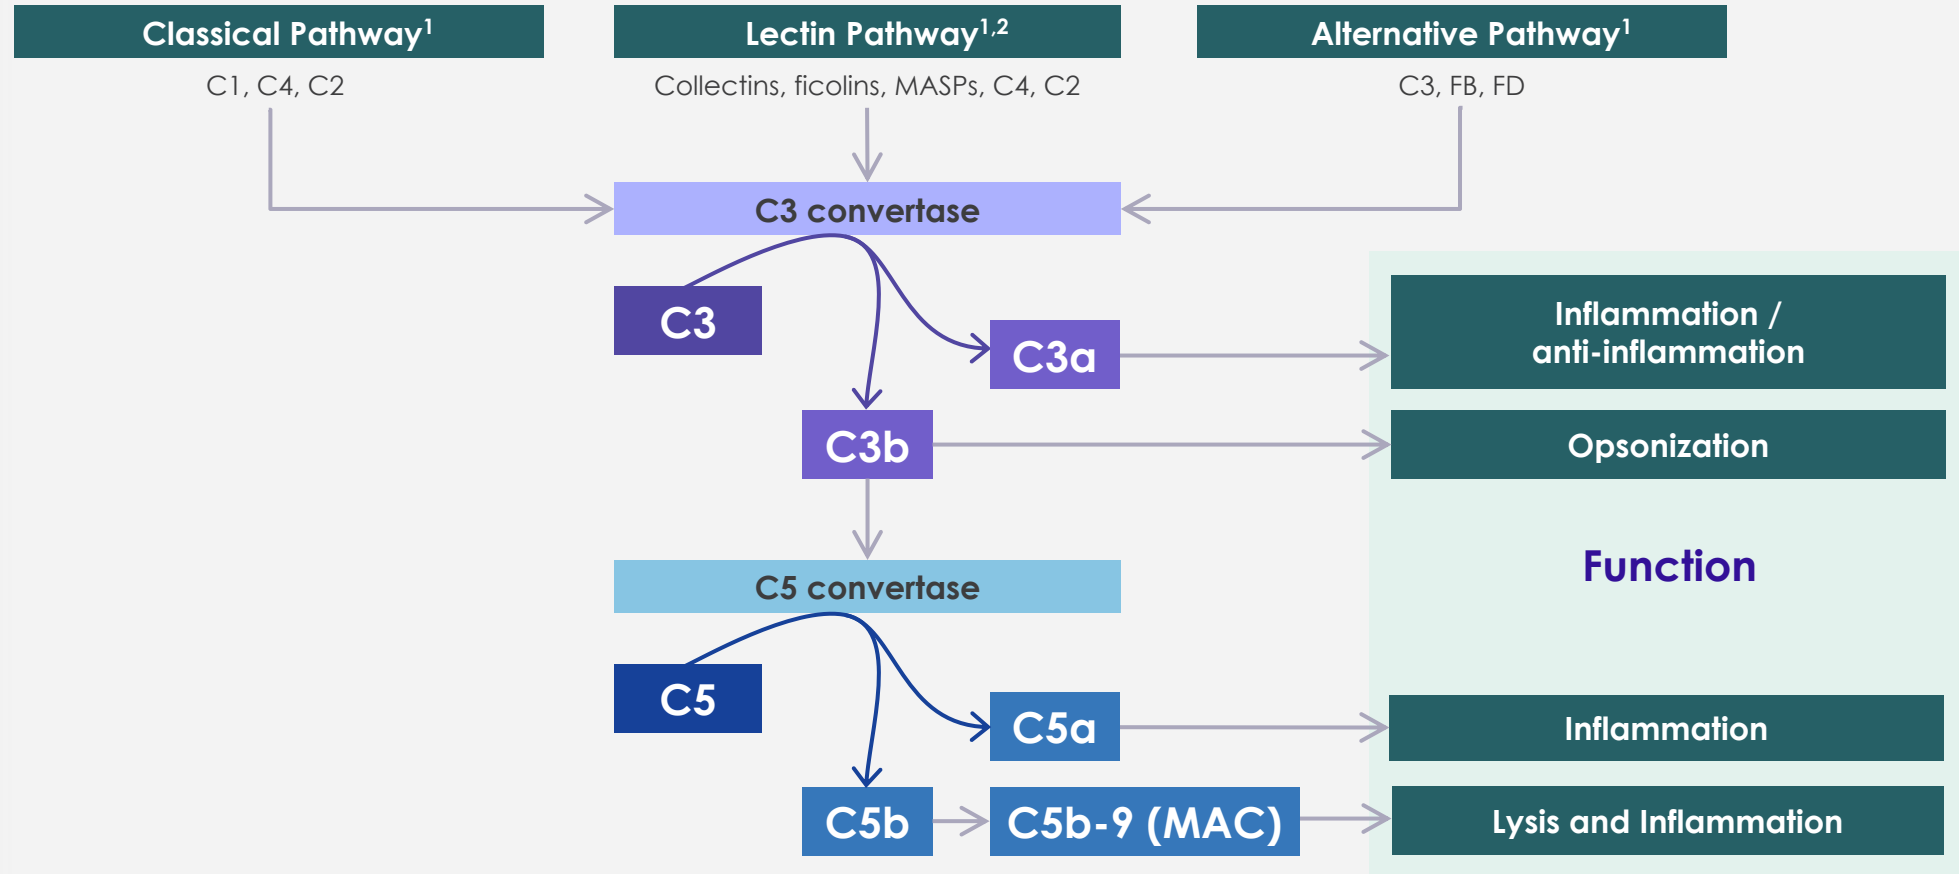 Classical Pathway1
Lectin Pathway1,2
Alternative Pathway1
C1, C4, C2
Collectins, ficolins, MASPs, C4, C2
C3, FB, FD
C3 convertase
C3
C3a
Inflammation /
anti-inflammation
C3b
Opsonization
Function
C5 convertase
C5
C5a
Inflammation
C5b
C5b-9 (MAC)
Lysis and Inflammation